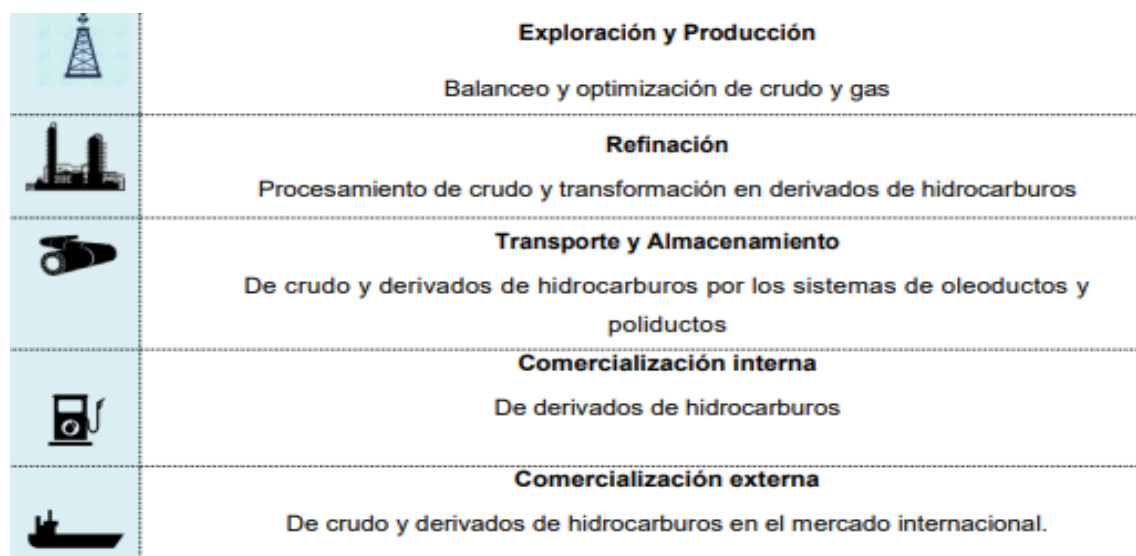 Exploración y Producción
Balanceo y optimización de crudo y gas
Refinación
Procesamiento de crudo y transformación en derivados de hidrocarburos
Transporte y Almacenamiento
De crudo y derivados de hidrocarburos por los sistemas de oleoductos y
poliductos
Comercialización interna
De derivados de hidrocarburos
Comercialización externa
De crudo y derivados de hidrocarburos en el mercado internacional.